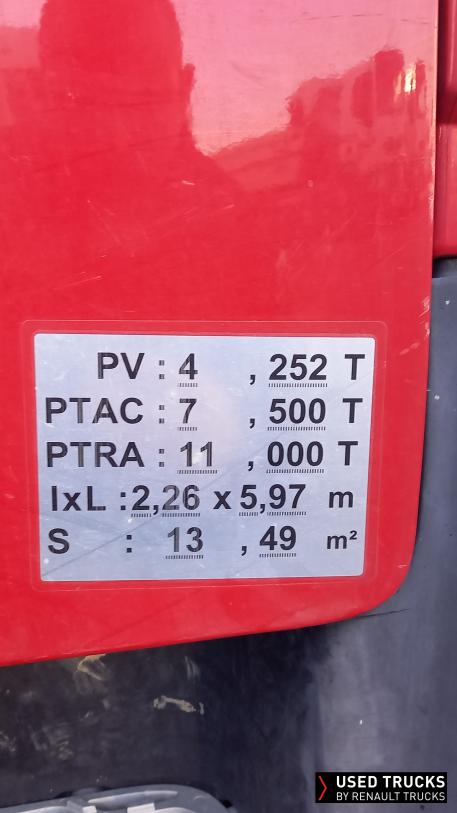 PV : 4 , 252 T
PTAC : 7 , 500 T
PTRA : 11 , 000 T
lxL : 2,26 x 5,97 m
S : 13 , 49 m²
USED TRUCKS
BY RENAULT TRUCKS